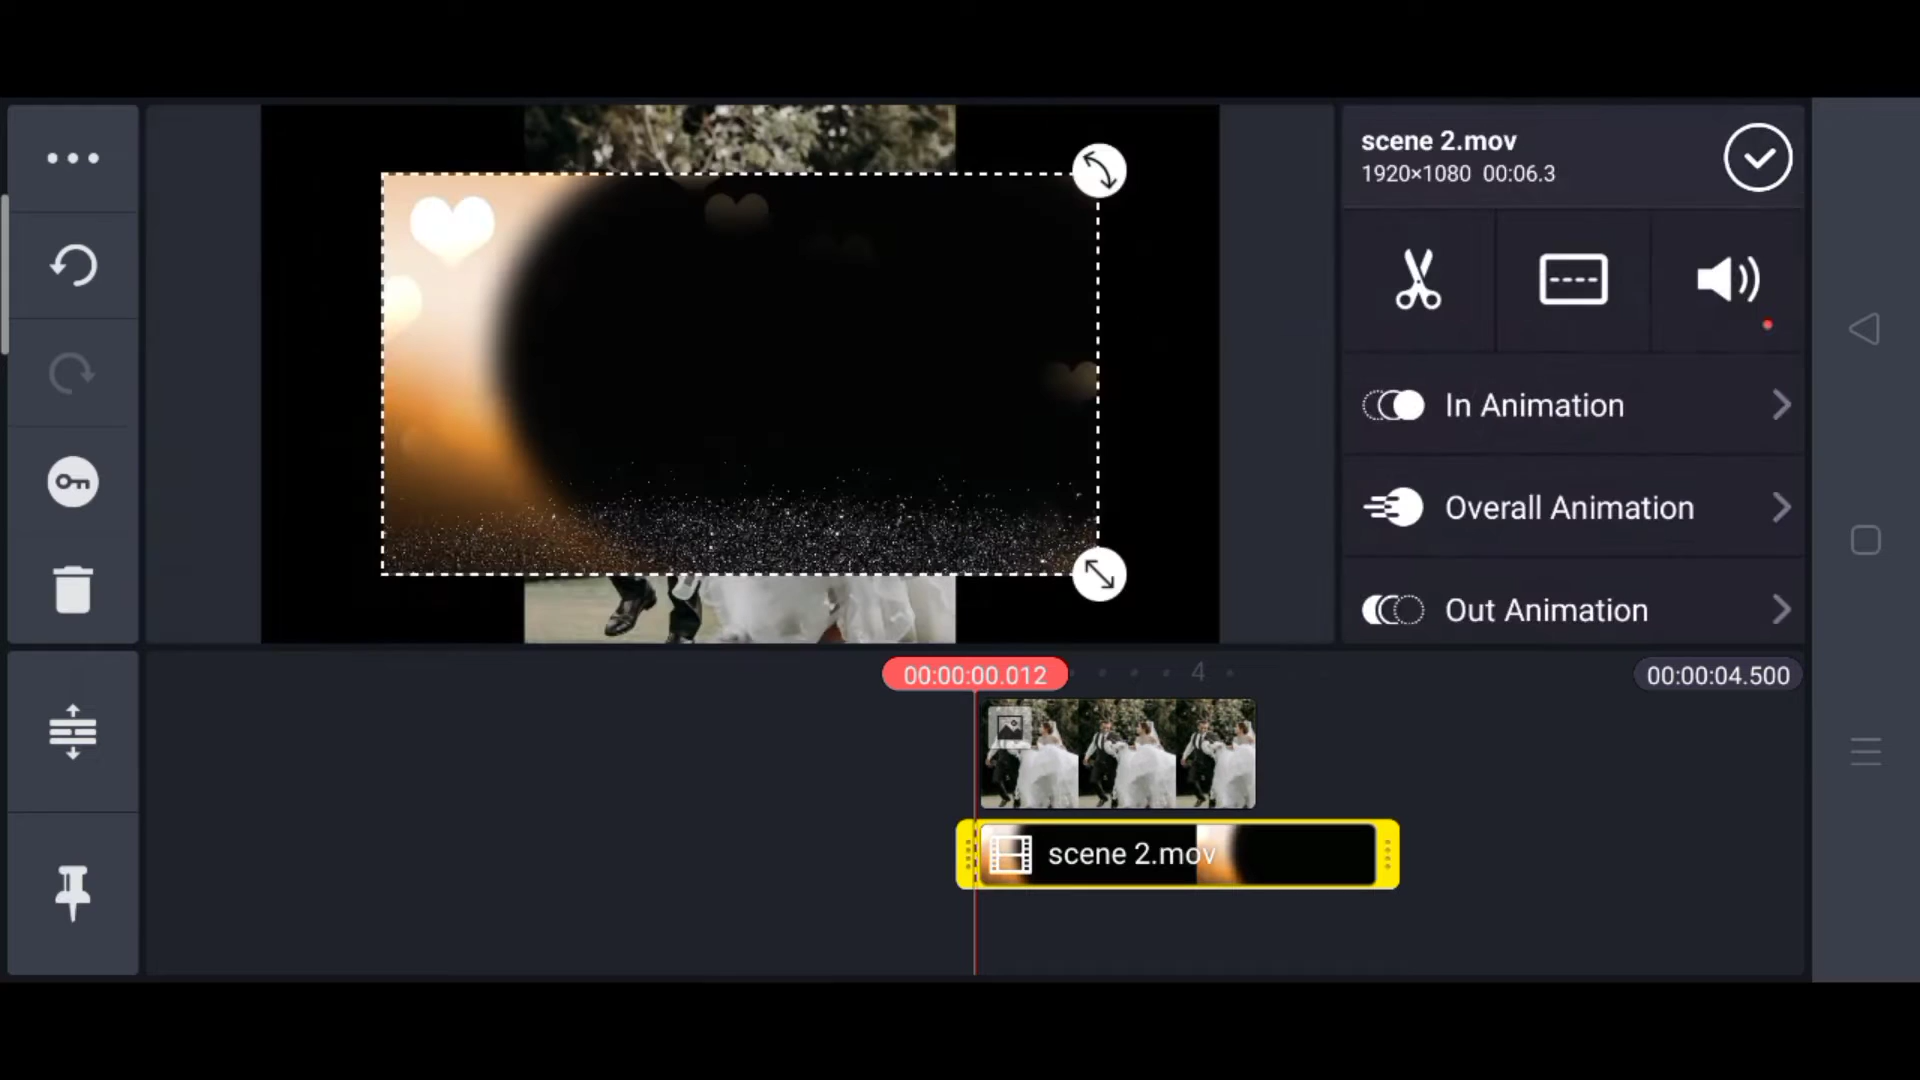 scene 2.mov
1920×1080 00:06.3
In Animation
Overall Animation
Out Animation
00:00:00.012
4
00:00:04.500
scene 2.mov